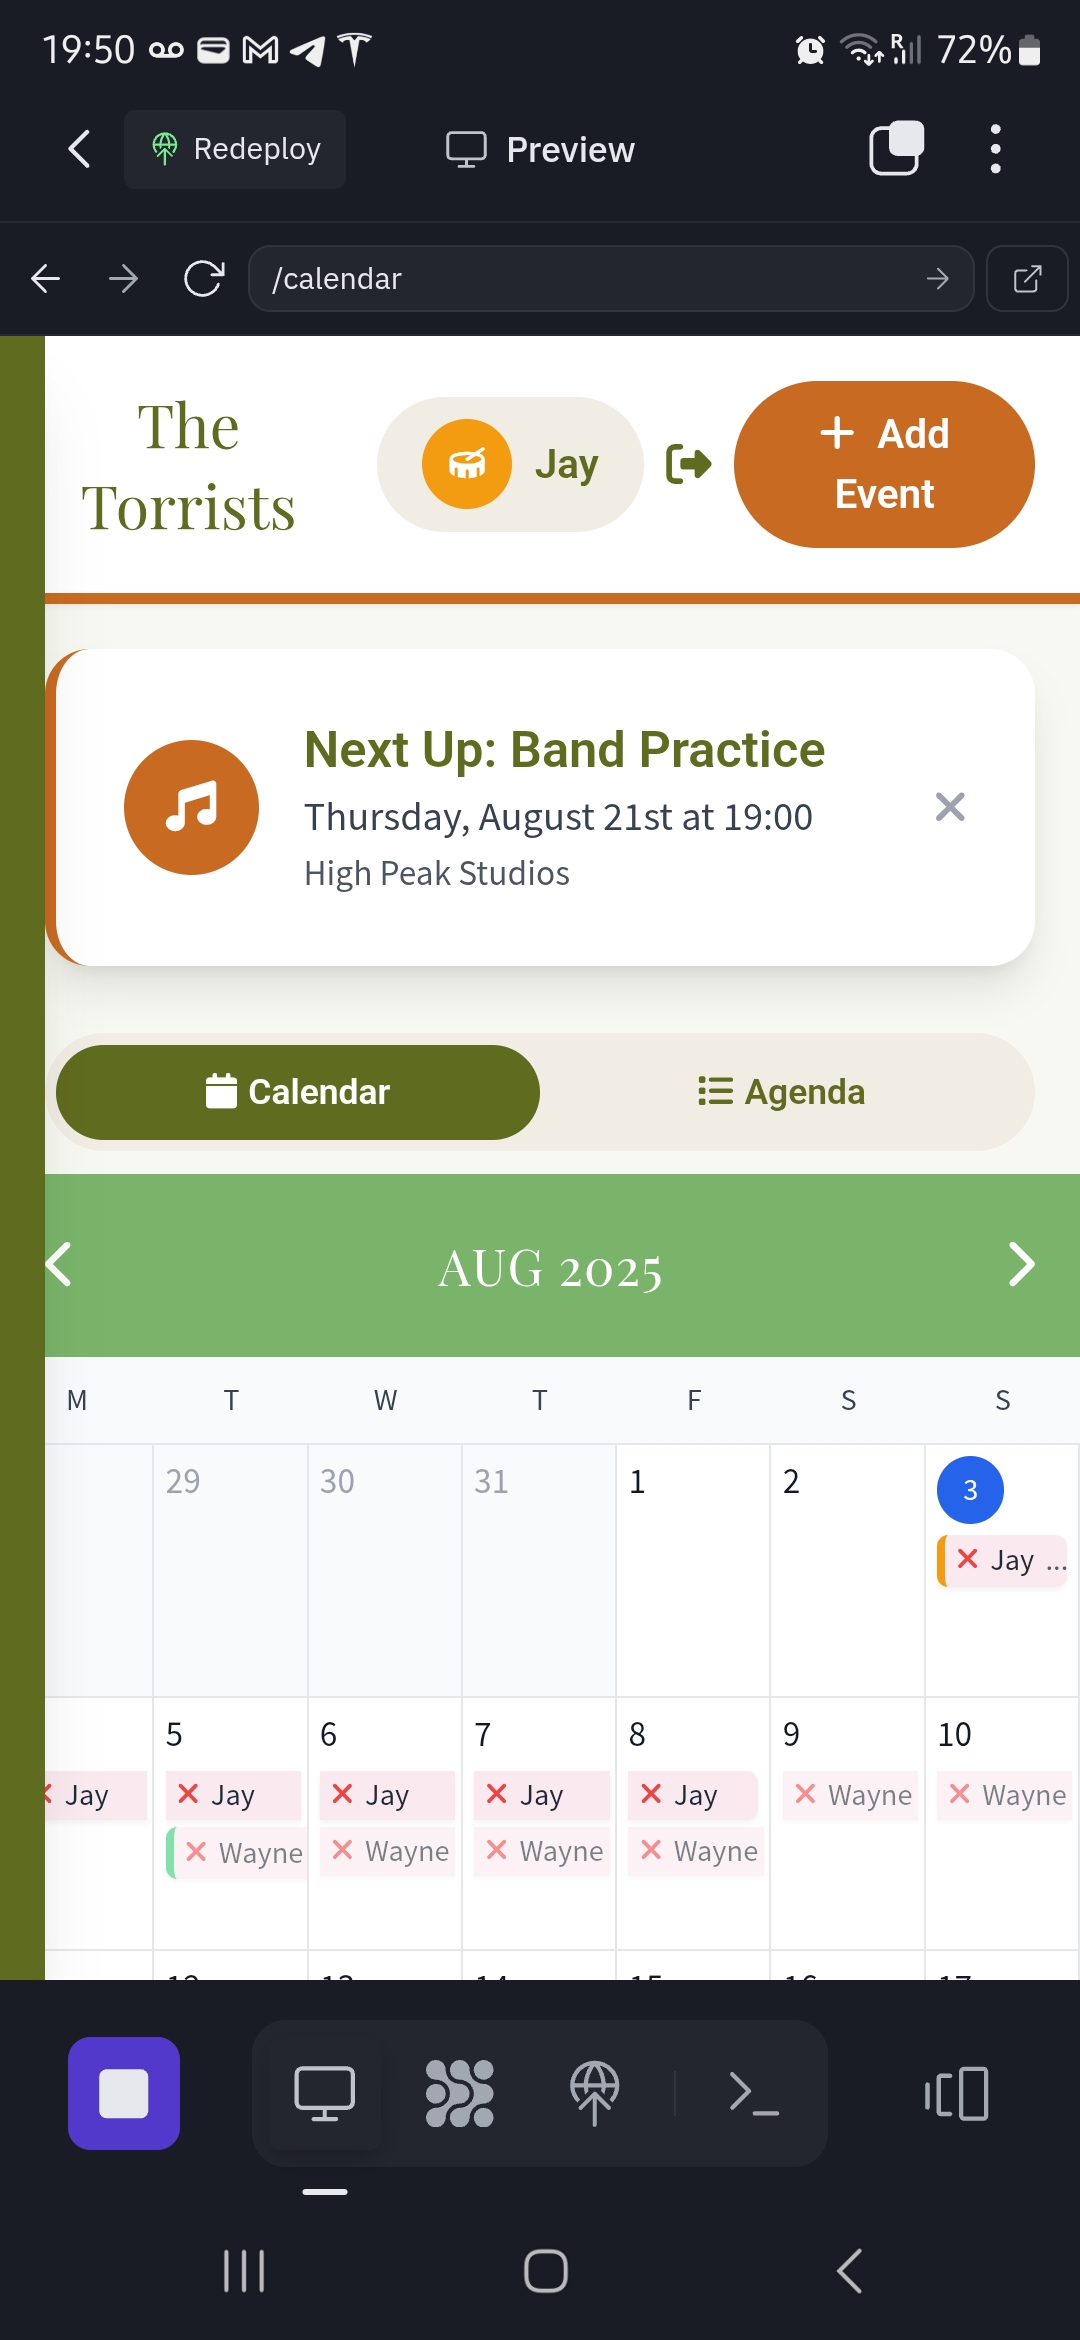 19:50
72%
Redeploy
Preview
/calendar
The
Torrists
Jay
Add
Event
Next Up: Band Practice
Thursday, August 21st at 19:00
High Peak Studios
Calendar
Agenda
AUG 2025
M T W T F S S
29 30 31 1 2 3
Jay ...
5 6 7 8 9 10
Jay Jay Jay Jay Jay Wayne Wayne
Wayne Wayne Wayne Wayne